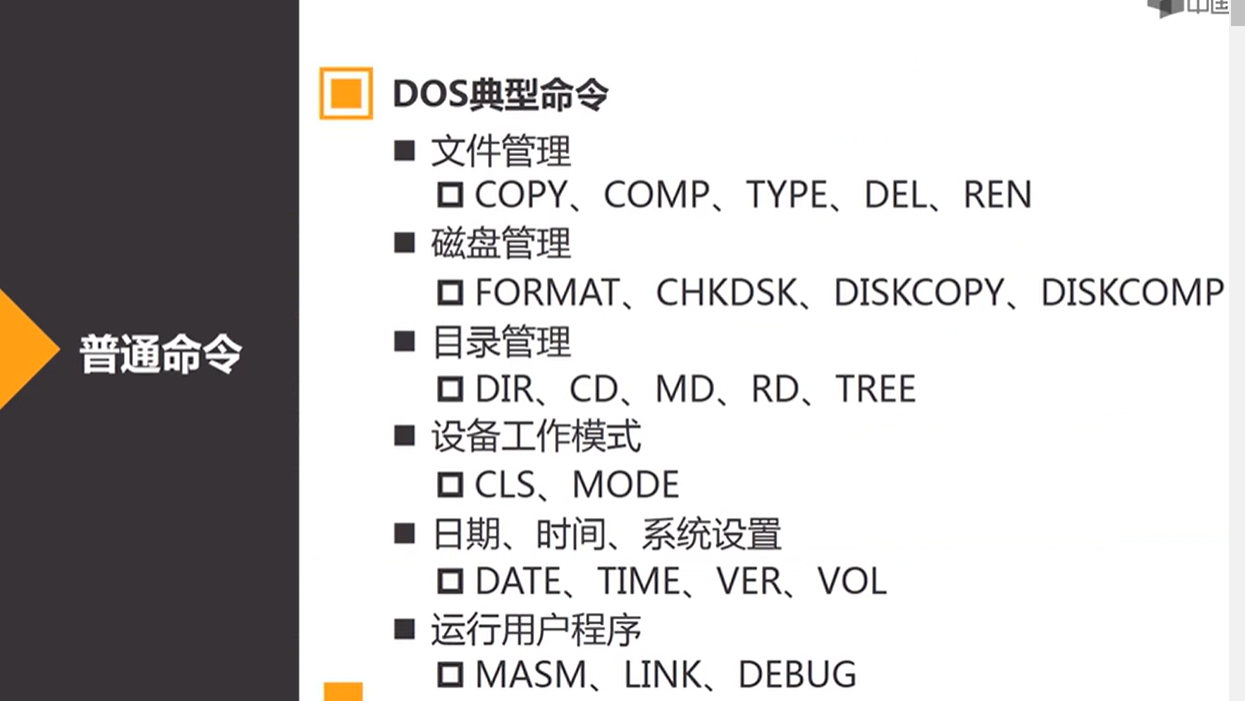 DOS典型命令
文件管理
COPY、COMP、TYPE、DEL、REN
磁盘管理
FORMAT、CHKDSK、DISKCOPY、DISKCOMP
目录管理
DIR、CD、MD、RD、TREE
普通命令
设备工作模式
CLS、MODE
日期、时间、系统设置
DATE、TIME、VER、VOL
运行用户程序
MASM、LINK、DEBUG